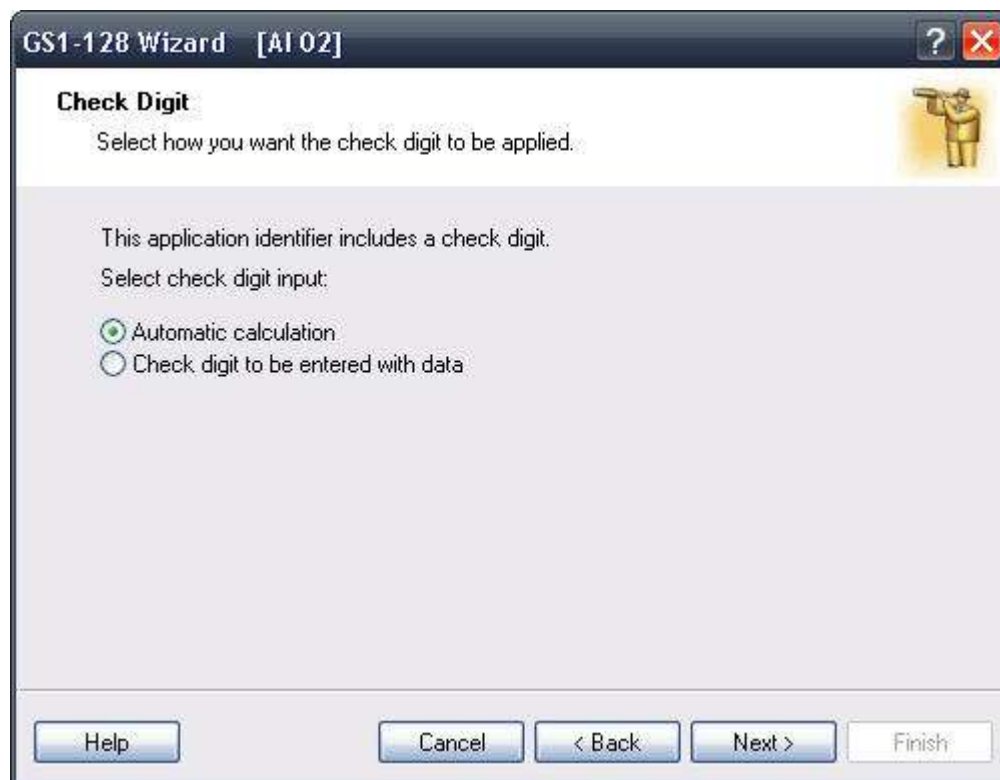 GS1-128 Wizard [AI 02]
?
Check Digit
Select how you want the check digit to be applied.
This application identifier includes a check digit.
Select check digit input:
Automatic calculation
Check digit to be entered with data
Help Cancel < Back Next > Finish